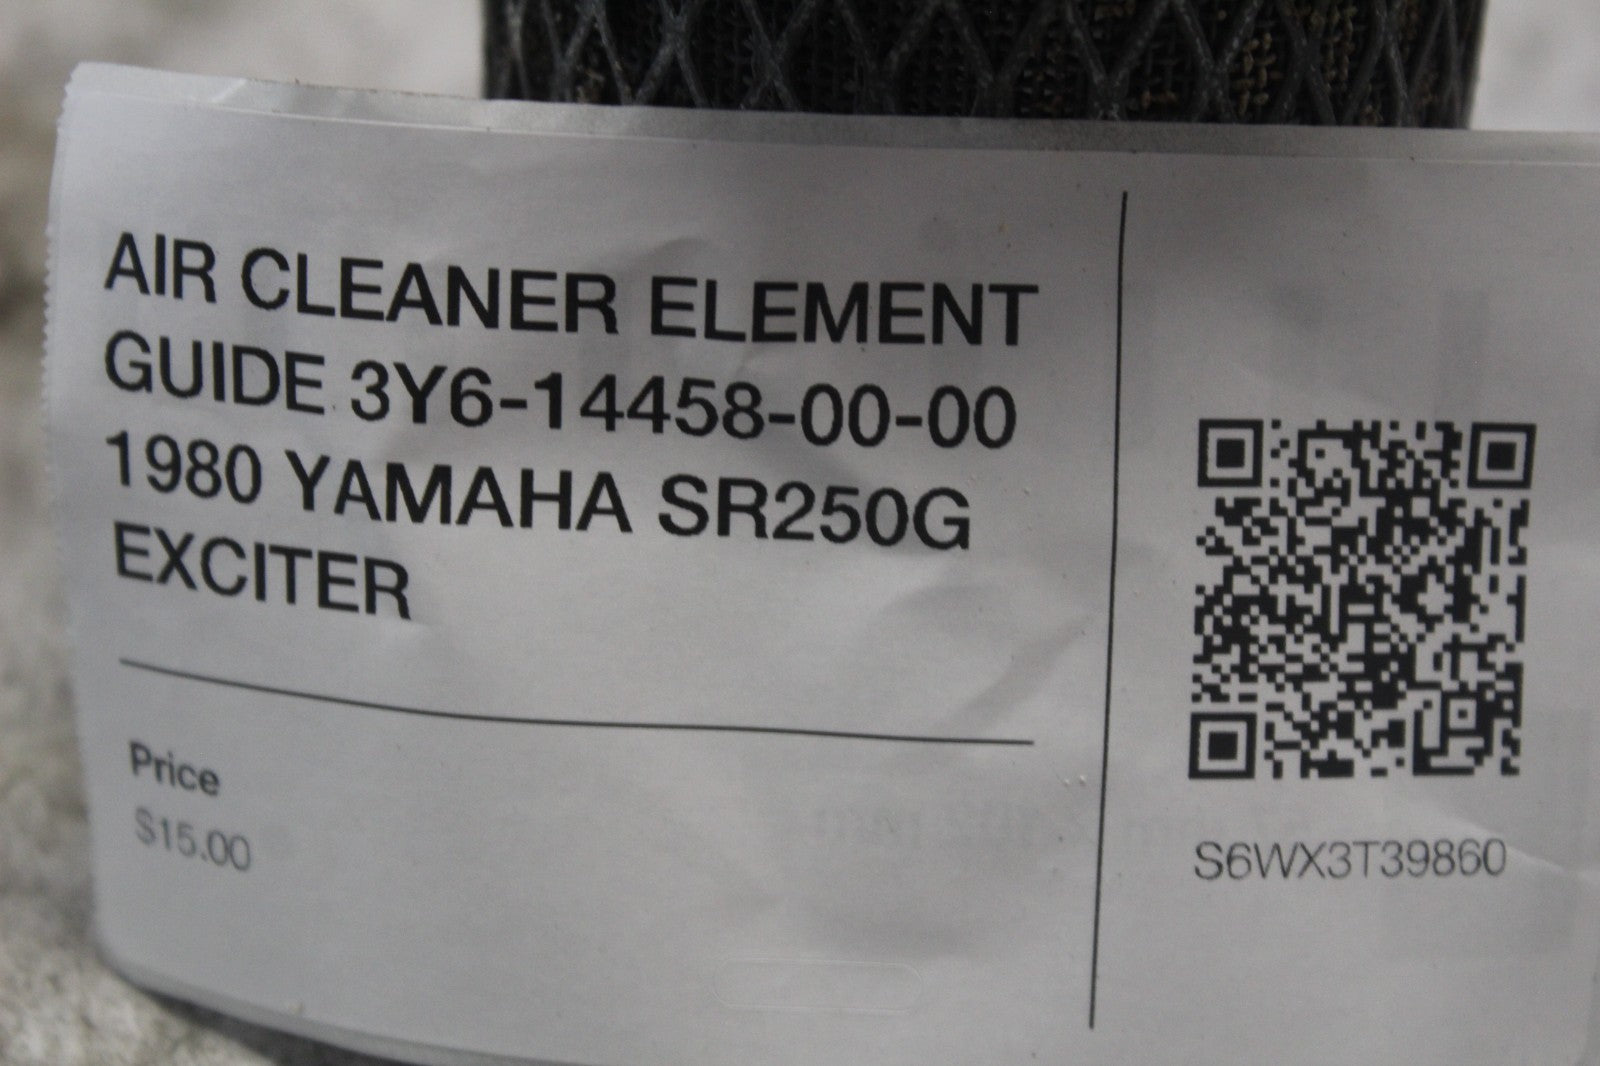 AIR CLEANER ELEMENT
GUIDE 3Y6-14458-00-00
1980 YAMAHA SR250G
EXCITER
Price
$15.00
S6WX3T39860